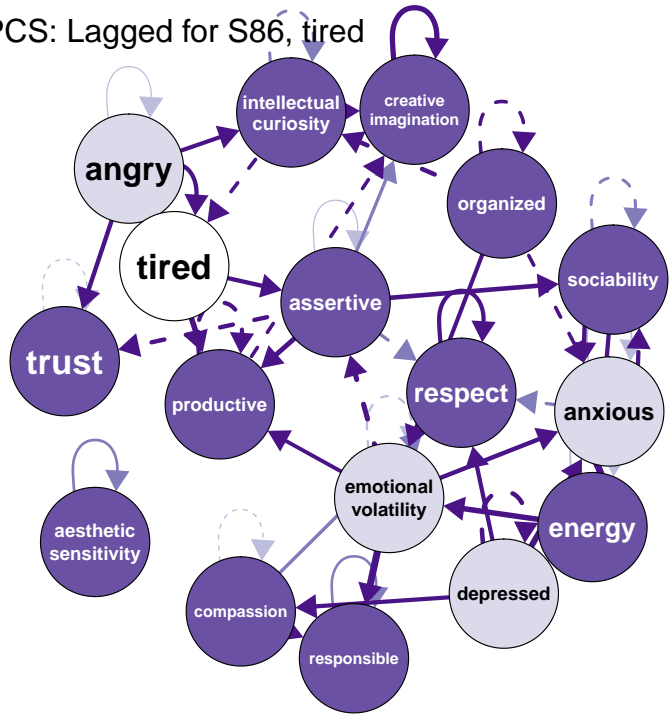 PCS: Lagged for S86, tired
intellectual
curiosity
creative
imagination
angry
organized
tired
sociability
assertive
trust
respect
productive
anxious
emotional
volatility
aesthetic
sensitivity
energy
depressed
compassion
responsible